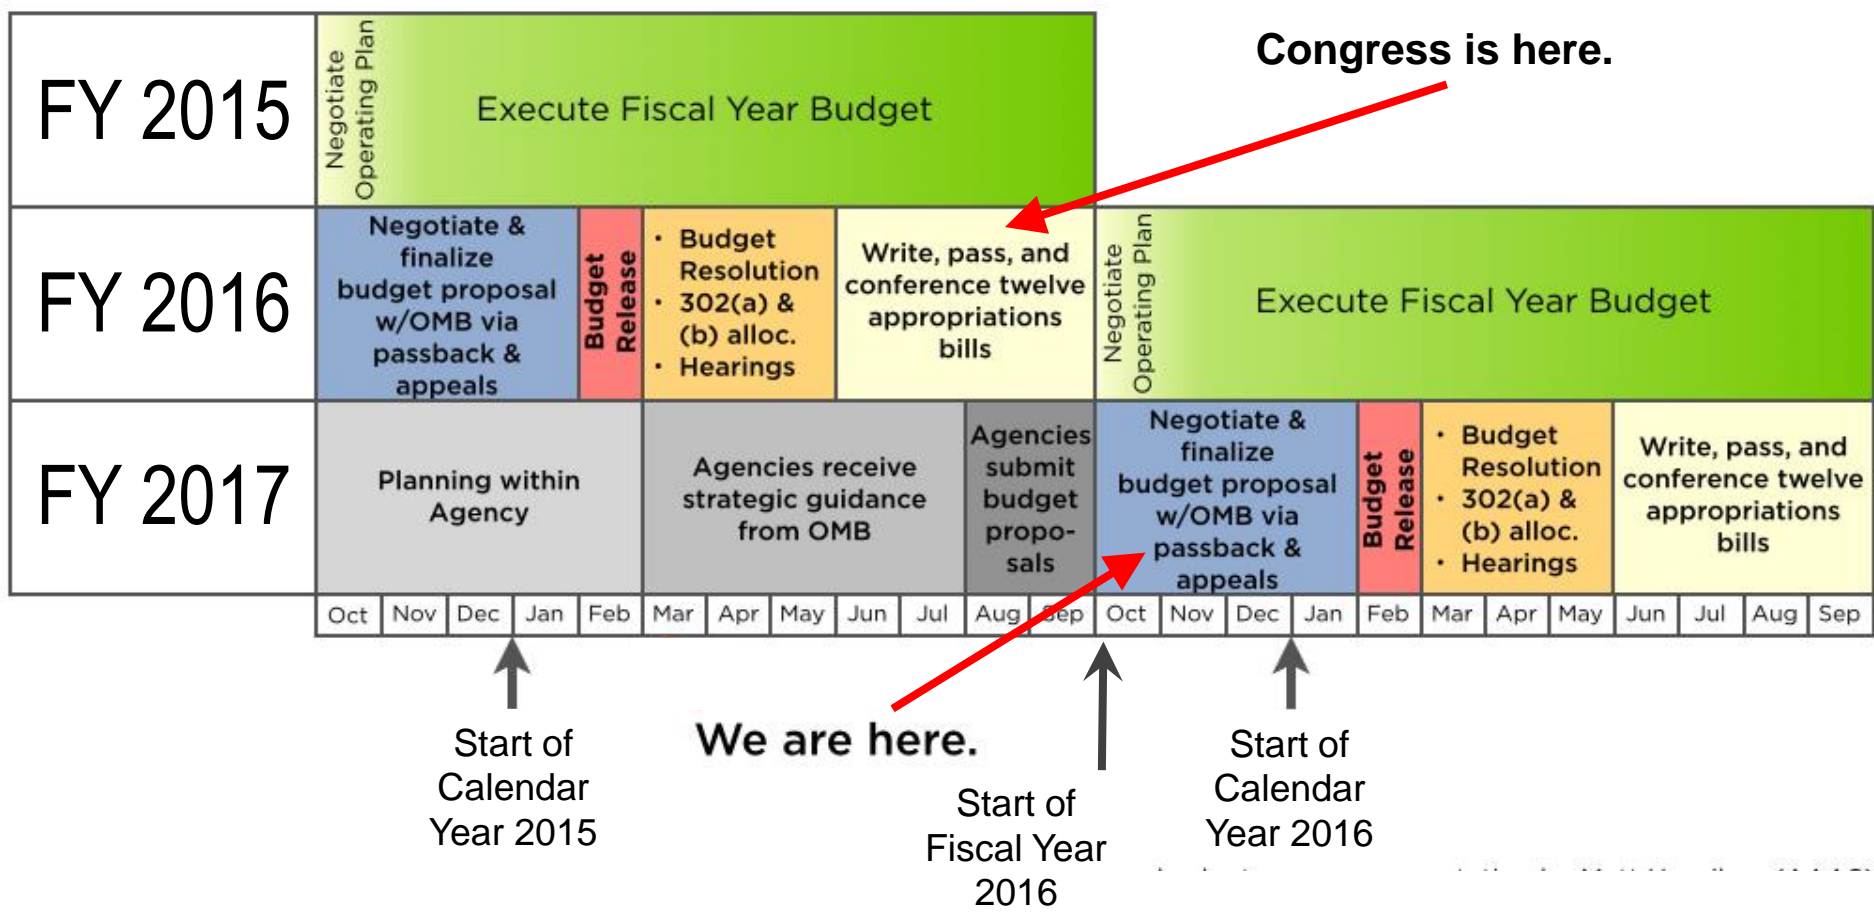 Congress is here.
FY 2015
Negotiate
Operating Plan
Execute Fiscal Year Budget
FY 2016
Negotiate &
finalize
budget proposal
w/OMB via
passback &
appeals
Budget
Release
• Budget
Resolution
• 302(a) &
(b) alloc.
• Hearings
Write, pass, and
conference twelve
appropriations
bills
Negotiate
Operating Plan
Execute Fiscal Year Budget
FY 2017
Planning within
Agency
Agencies receive
strategic guidance
from OMB
Agencies
submit
budget
propo-
sals
Negotiate &
finalize
budget proposal
w/OMB via
passback &
appeals
Budget
Release
• Budget
Resolution
• 302(a) &
(b) alloc.
• Hearings
Write, pass, and
conference twelve
appropriations
bills
Oct Nov Dec Jan Feb Mar Apr May Jun Jul Aug Sep Oct Nov Dec Jan Feb Mar Apr May Jun Jul Aug Sep
Start of
Calendar
Year 2015
We are here.
Start of
Fiscal Year
2016
Start of
Calendar
Year 2016